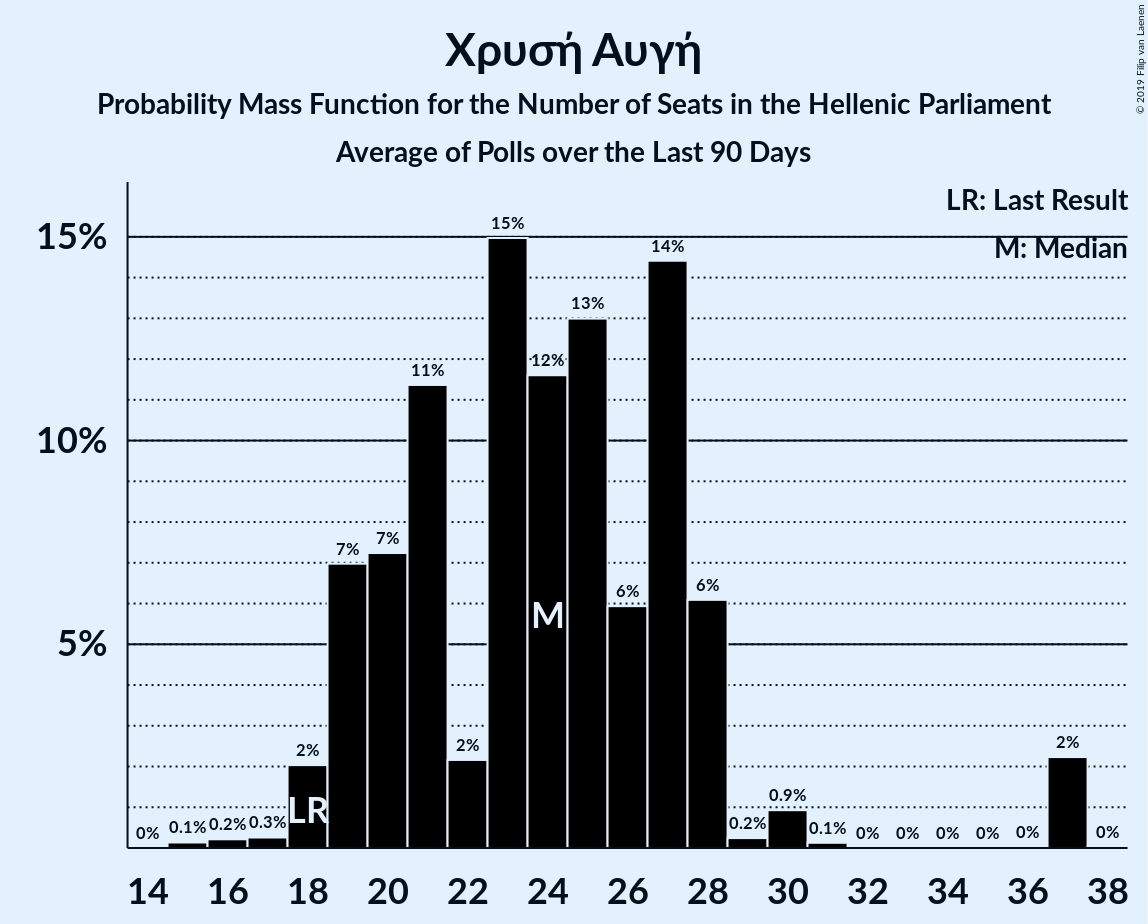 Χρυσή Αυγή
Probability Mass Function for the Number of Seats in the Hellenic Parliament
Average of Polls over the Last 90 Days
© 2019 Filip van Laenen
LR: Last Result
M: Median
15%
10%
5%
0% 0.1% 0.2% 0.3% 2% 7% 7% 11% 2% 15% 12% 13% 6% 14% 6% 0.2% 0.9% 0.1% 0% 0% 0% 0% 0% 2% 0%
LR M
14 16 18 20 22 24 26 28 30 32 34 36 38